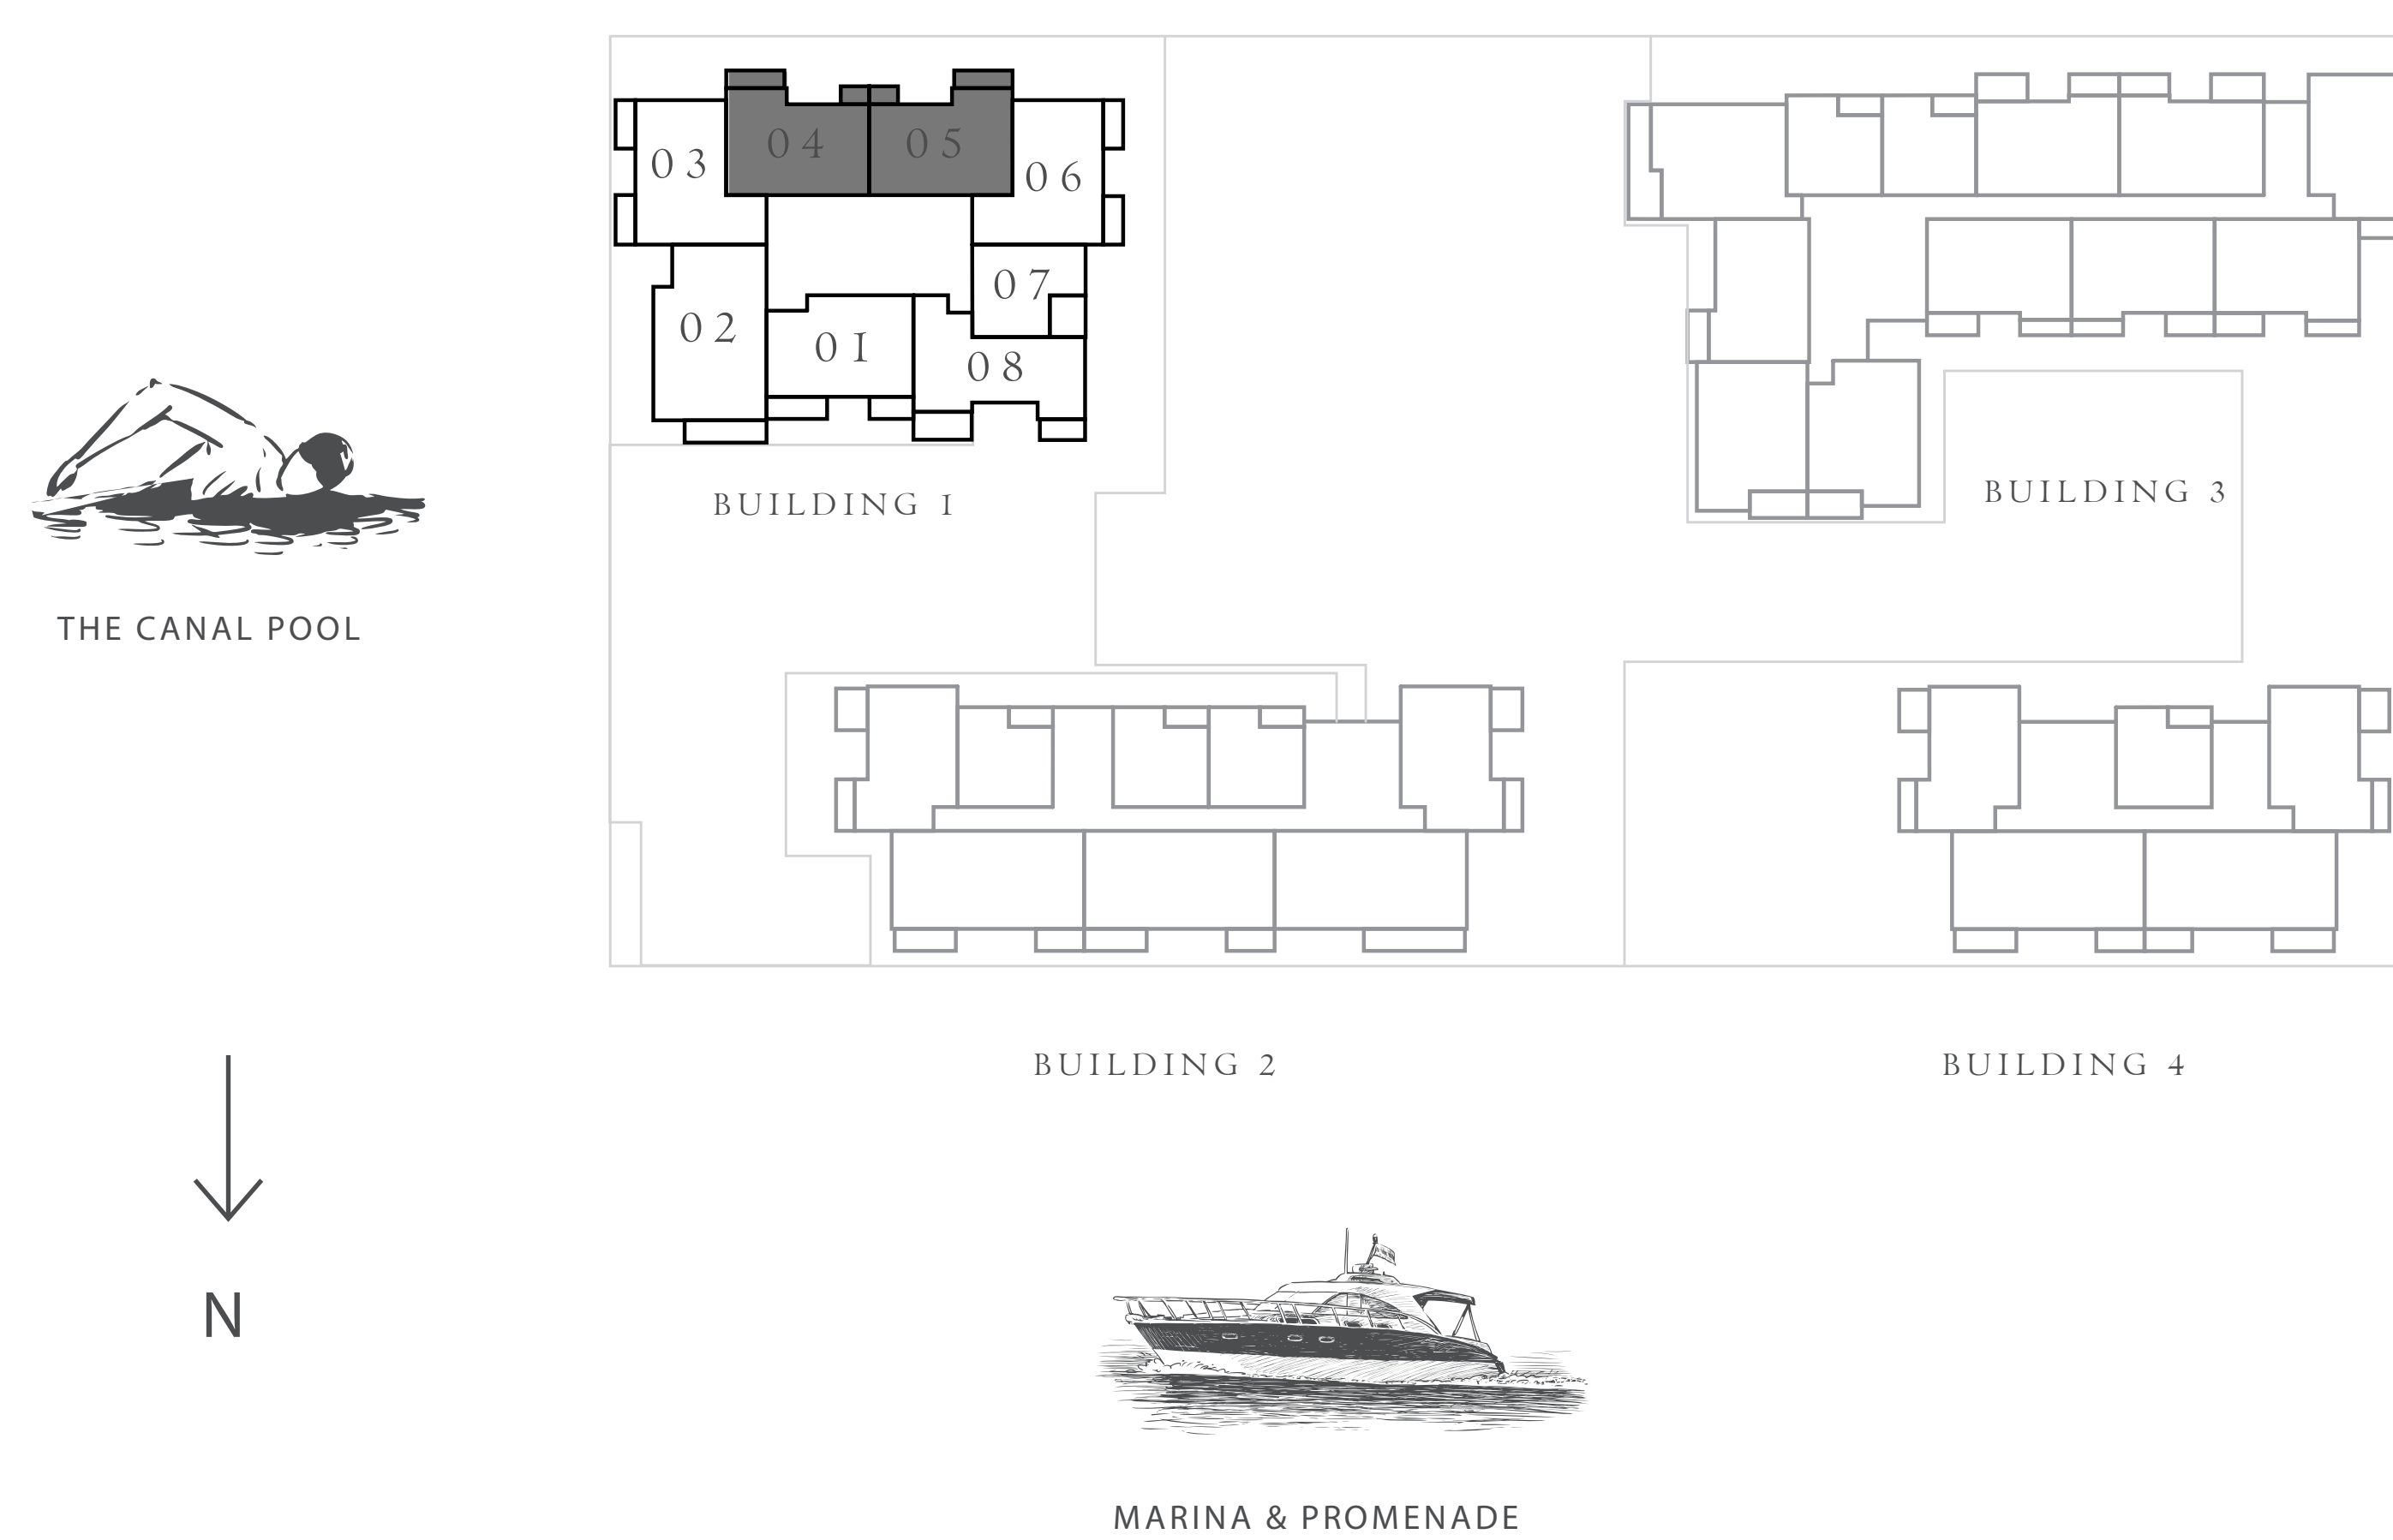 04 05
03 06
07
02 01 08
BUILDING 1
BUILDING 3
THE CANAL POOL
BUILDING 2
BUILDING 4
N
MARINA & PROMENADE